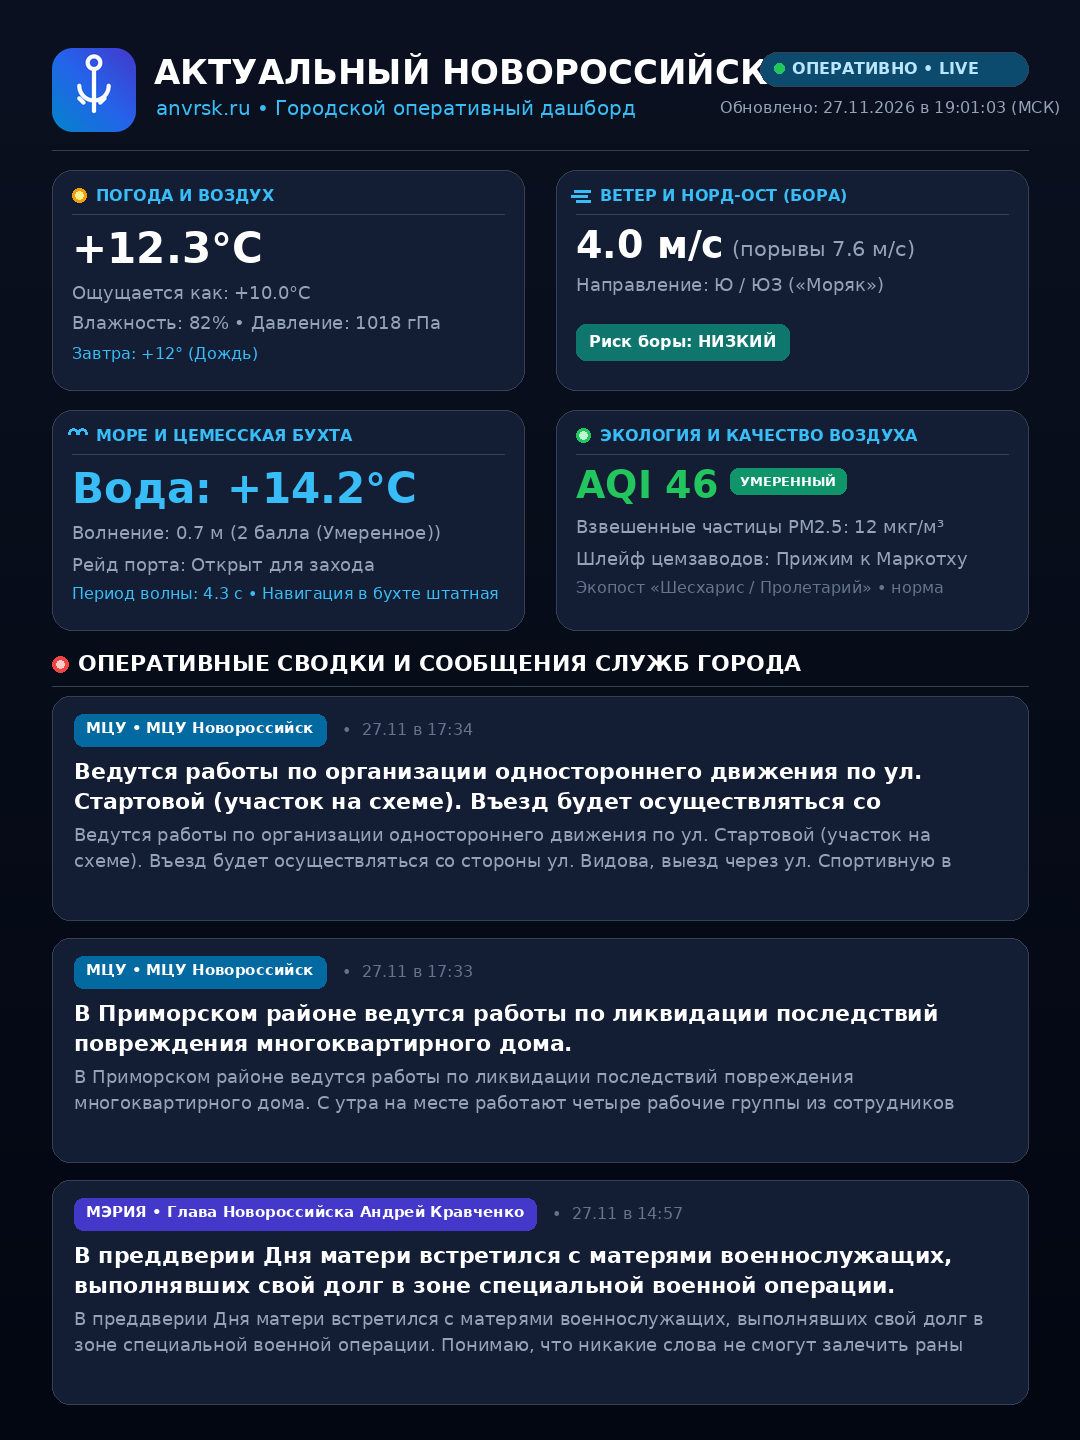 АКТУАЛЬНЫЙ НОВОРОССИЙСК
ОПЕРАТИВНО • LIVE
anvrsk.ru • Городской оперативный дашборд
Обновлено: 27.11.2026 в 19:01:03 (МСК)
ПОГОДА И ВОЗДУХ
+12.3°C
Ощущается как: +10.0°C
Влажность: 82% • Давление: 1018 гПа
Завтра: +12° (Дождь)
ВЕТЕР И НОРД-ОСТ (БОРА)
4.0 м/с (порывы 7.6 м/с)
Направление: Ю / ЮЗ («Моряк»)
Риск боры: НИЗКИЙ
МОРЕ И ЦЕМЕССКАЯ БУХТА
Вода: +14.2°C
Волнение: 0.7 м (2 балла (Умеренное))
Рейд порта: Открыт для захода
Период волны: 4.3 с • Навигация в бухте штатная
ЭКОЛОГИЯ И КАЧЕСТВО ВОЗДУХА
AQI 46 УМЕРЕННЫЙ
Взвешенные частицы PM2.5: 12 мкг/м³
Шлейф цемзаводов: Прижим к Маркотху
Экопост «Шесхарис / Пролетарий» • норма
ОПЕРАТИВНЫЕ СВОДКИ И СООБЩЕНИЯ СЛУЖБ ГОРОДА
МЦУ • МЦУ Новороссийск • 27.11 в 17:34
Ведутся работы по организации одностороннего движения по ул.
Стартовой (участок на схеме). Въезд будет осуществляться со
Ведутся работы по организации одностороннего движения по ул. Стартовой (участок на
схеме). Въезд будет осуществляться со стороны ул. Видова, выезд через ул. Спортивную в
МЦУ • МЦУ Новороссийск • 27.11 в 17:33
В Приморском районе ведутся работы по ликвидации последствий
повреждения многоквартирного дома.
В Приморском районе ведутся работы по ликвидации последствий повреждения
многоквартирного дома. С утра на месте работают четыре рабочие группы из сотрудников
МЭРИЯ • Глава Новороссийска Андрей Кравченко • 27.11 в 14:57
В преддверии Дня матери встретился с матерями военнослужащих,
выполнявших свой долг в зоне специальной военной операции.
В преддверии Дня матери встретился с матерями военнослужащих, выполнявших свой долг в
зоне специальной военной операции. Понимаю, что никакие слова не смогут залечить раны